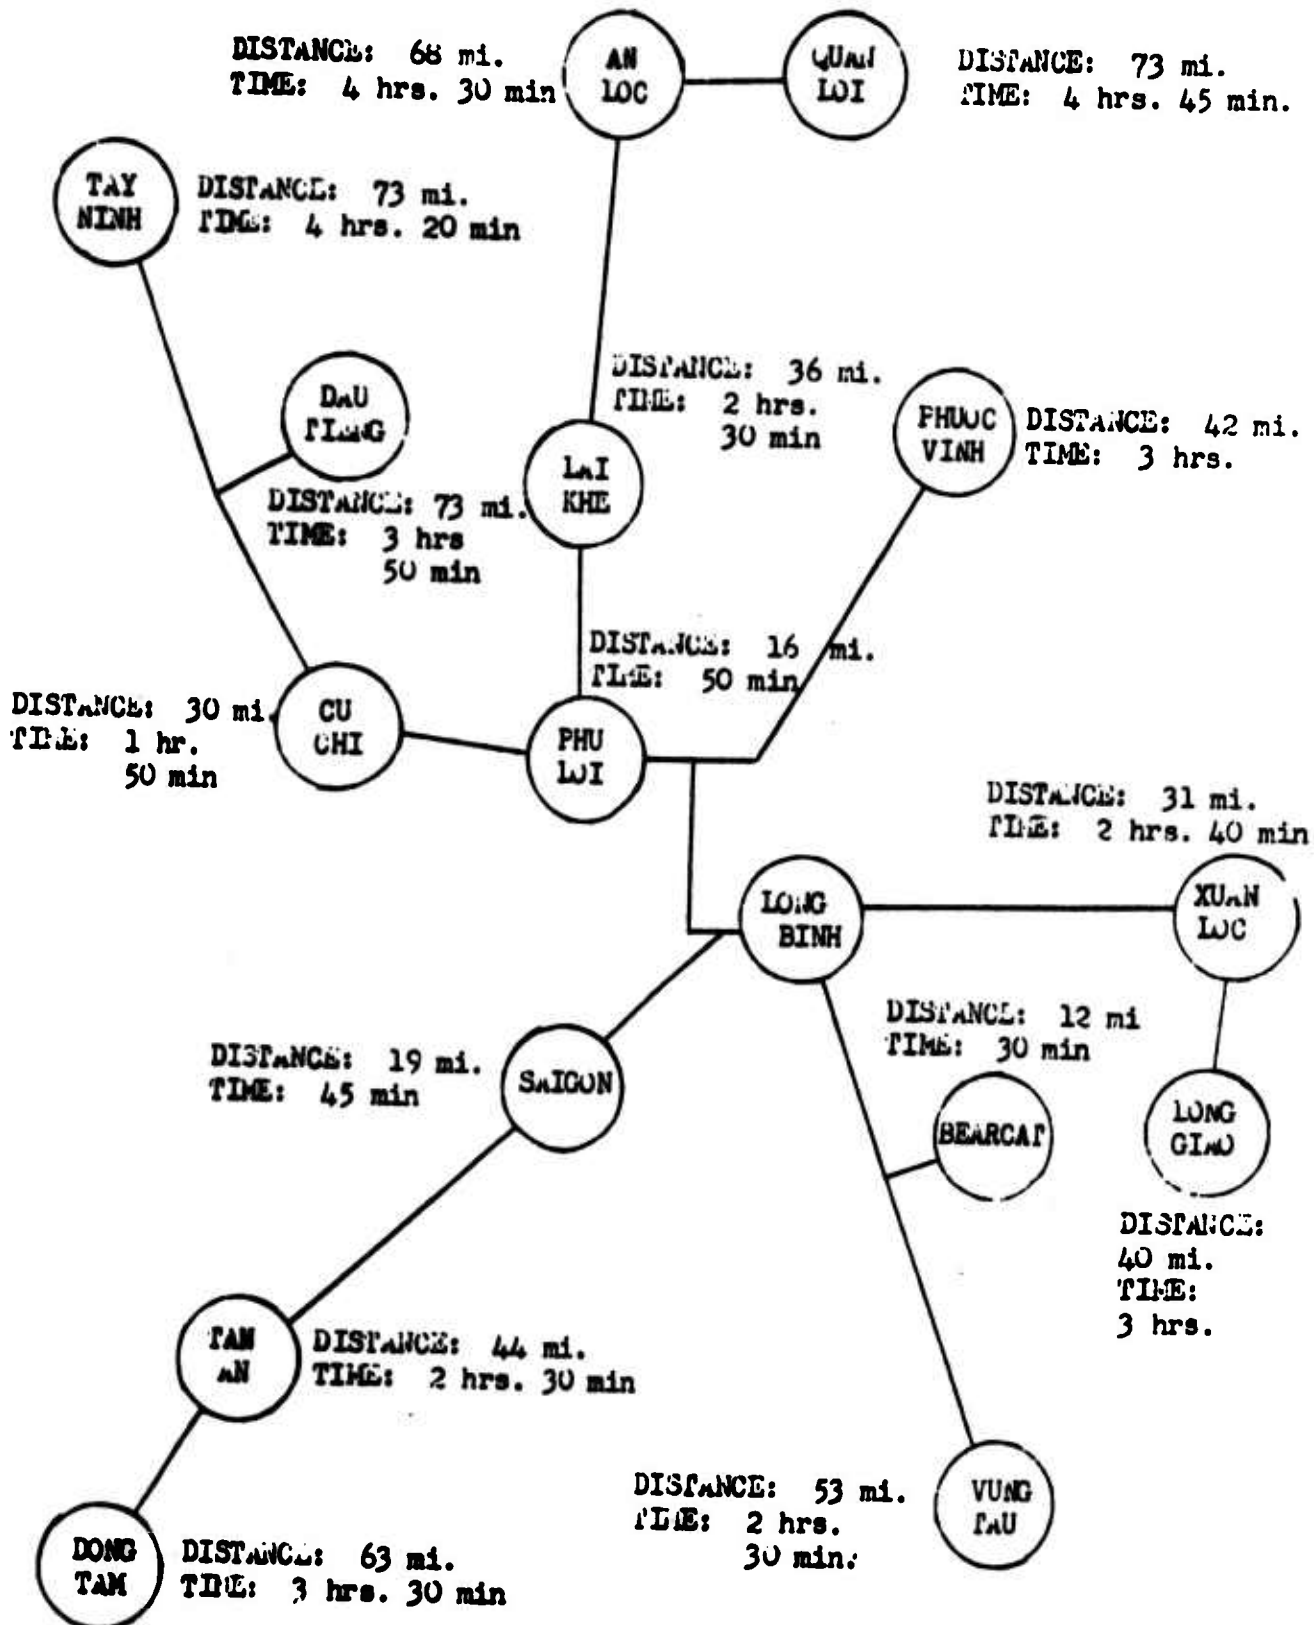 DISTANCE: 68 mi.
TIME: 4 hrs. 30 min
AN
LOC
QUAN
LOI
DISTANCE: 73 mi.
TIME: 4 hrs. 45 min.
TAY
NINH
DISTANCE: 73 mi.
TIME: 4 hrs. 20 min
DAU
TIENG
DISTANCE: 73 mi.
TIME: 3 hrs
50 min
DISTANCE: 36 mi.
TIME: 2 hrs.
30 min
LAI
KHE
PHUOC
VINH
DISTANCE: 42 mi.
TIME: 3 hrs.
DISTANCE: 16 mi.
TIME: 50 min
DISTANCE: 30 mi.
TIME: 1 hr.
50 min
CU
CHI
PHU
LOI
DISTANCE: 31 mi.
TIME: 2 hrs. 40 min
LONG
BINH
XUAN
LOC
DISTANCE: 12 mi
TIME: 30 min
DISTANCE: 19 mi.
TIME: 45 min
SAIGON
BEARCAT
LONG
GIAO
DISTANCE:
40 mi.
TIME:
3 hrs.
TAM
AN
DISTANCE: 44 mi.
TIME: 2 hrs. 30 min
DISTANCE: 53 mi.
TIME: 2 hrs.
30 min.
VUNG
TAU
DONG
TAM
DISTANCE: 63 mi.
TIME: 3 hrs. 30 min